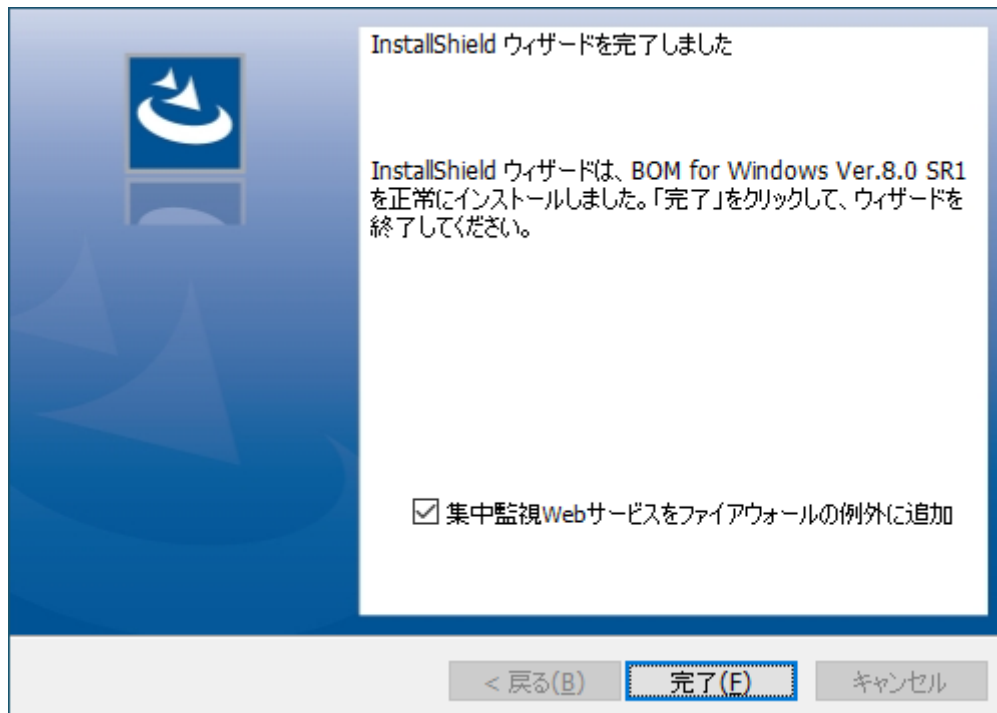 InstallShield ウィザードを完了しました
InstallShield ウィザードは、BOM for Windows Ver.8.0 SR1
を正常にインストールしました。「完了」をクリックして、ウィザードを
終了してください。
集中監視Webサービスをファイアウォールの例外に追加
< 戻る(B)
完了(F)
キャンセル